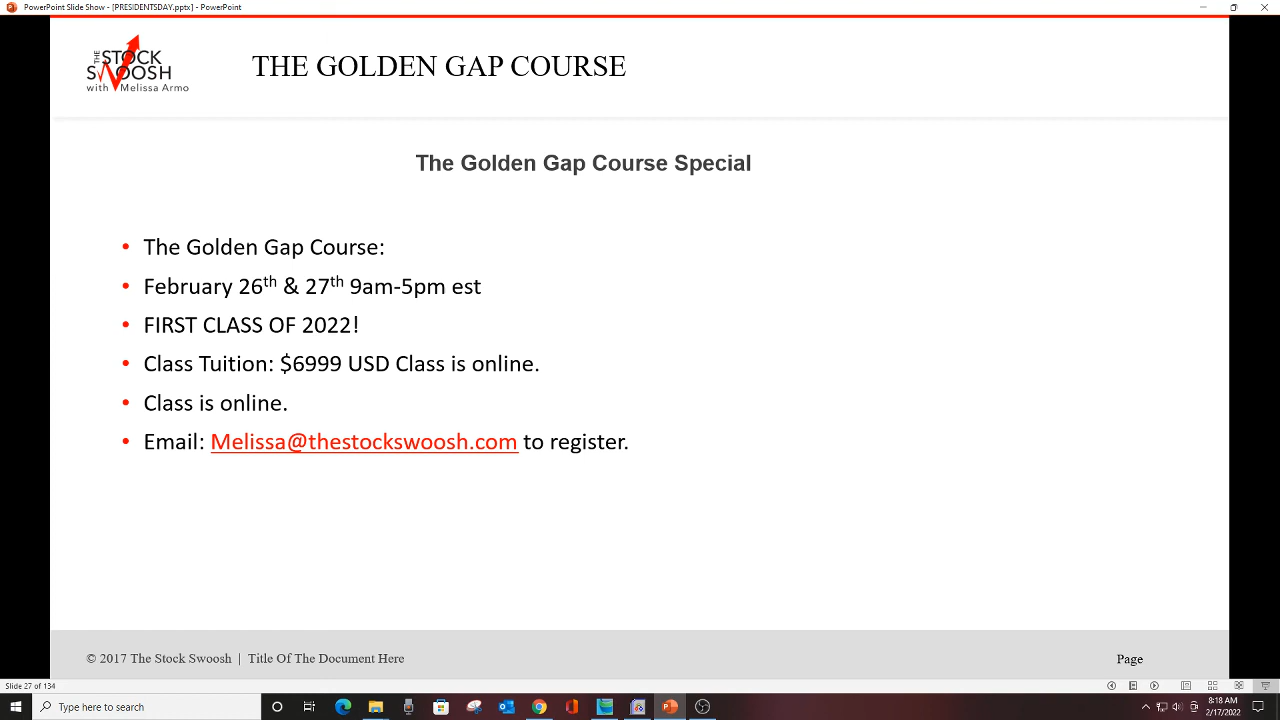 PowerPoint Slide Show - [PRESIDENTSDAY.pptx] - PowerPoint
THE STOCK SWOOSH
with Melissa Armo
THE GOLDEN GAP COURSE
The Golden Gap Course Special
• The Golden Gap Course:
• February 26th & 27th 9am-5pm est
• FIRST CLASS OF 2022!
• Class Tuition: $6999 USD Class is online.
• Class is online.
• Email: Melissa@thestockswoosh.com to register.
© 2017 The Stock Swoosh | Title Of The Document Here
Page
Slide 27 of 134
Type here to search
8:18 AM
2/17/2022